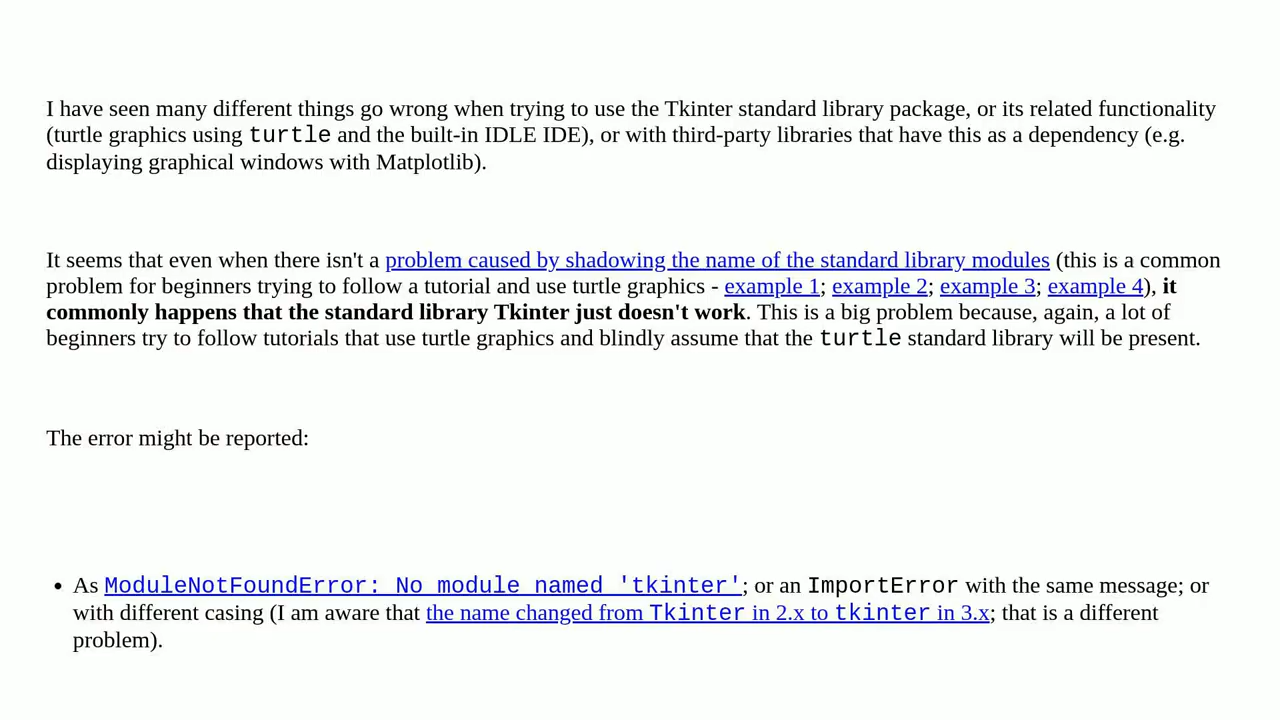 I have seen many different things go wrong when trying to use the Tkinter standard library package, or its related functionality
(turtle graphics using turtle and the built-in IDLE IDE), or with third-party libraries that have this as a dependency (e.g.
displaying graphical windows with Matplotlib).
It seems that even when there isn't a problem caused by shadowing the name of the standard library modules (this is a common
problem for beginners trying to follow a tutorial and use turtle graphics - example 1; example 2; example 3; example 4), it
commonly happens that the standard library Tkinter just doesn't work. This is a big problem because, again, a lot of
beginners try to follow tutorials that use turtle graphics and blindly assume that the turtle standard library will be present.
The error might be reported:
• As ModuleNotFoundError: No module named 'tkinter'; or an ImportError with the same message; or
with different casing (I am aware that the name changed from Tkinter in 2.x to tkinter in 3.x; that is a different
problem).